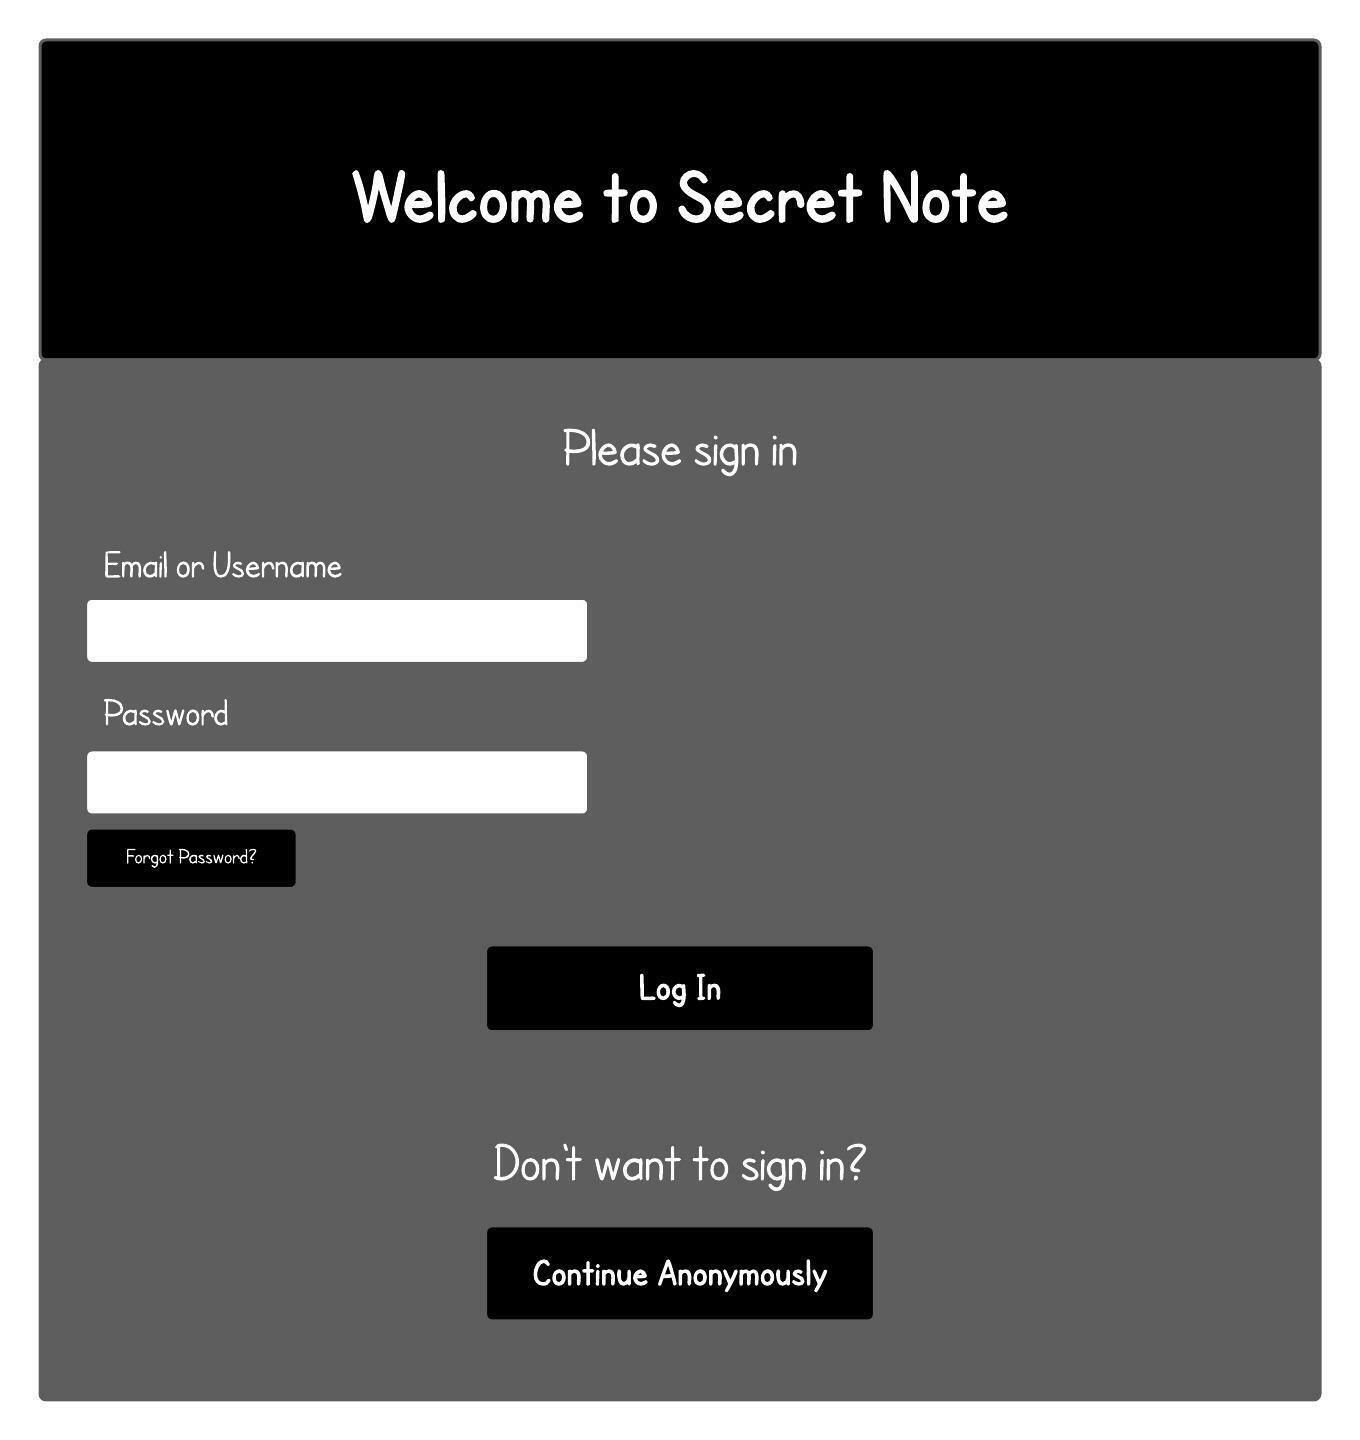 Welcome to Secret Note
Please sign in
Email or Username
Password
Forgot Password?
Log In
Don't want to sign in?
Continue Anonymously